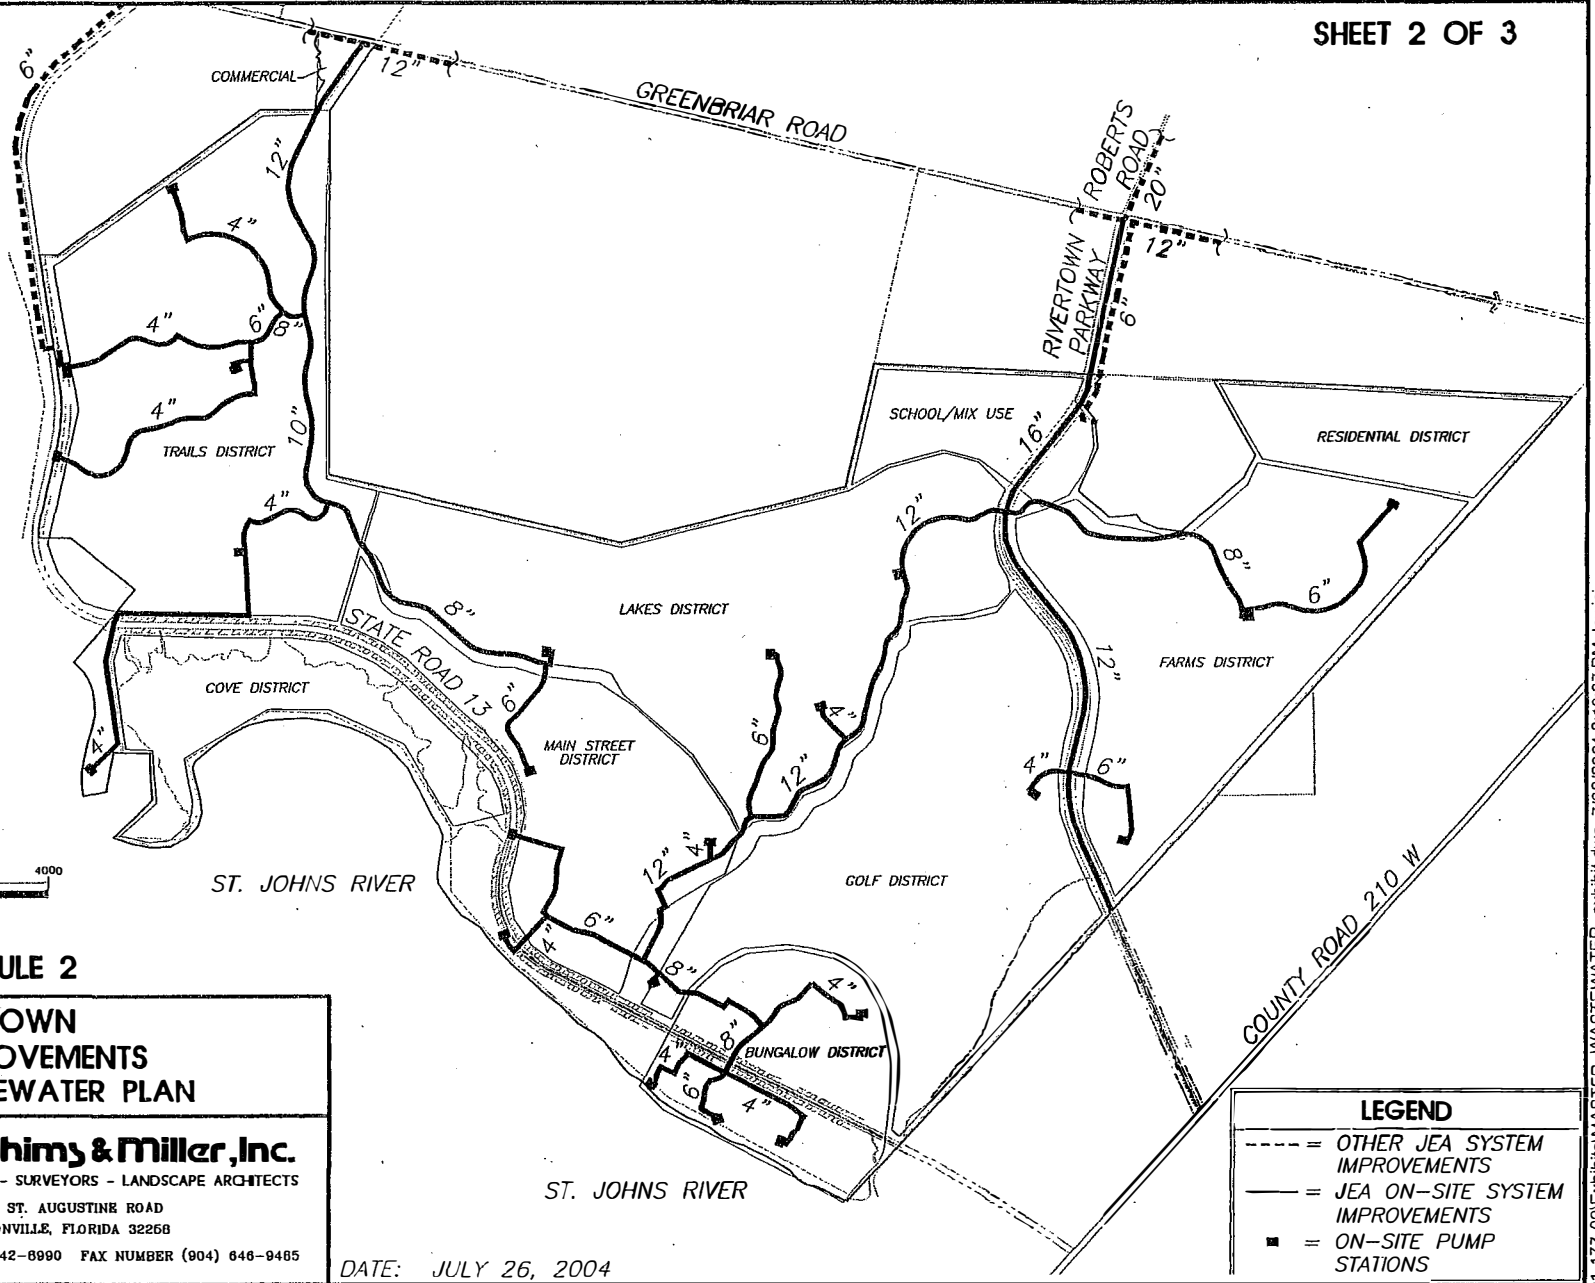 SHEET 2 OF 3
6"
COMMERCIAL
12"
GREENBRIAR ROAD
ROBERTS
ROAD
20"
12"
RIVERTOWN
PARKWAY
6"
12"
4"
4"
6"
8"
4"
10"
TRAILS DISTRICT
SCHOOL/MIX USE
16"
RESIDENTIAL DISTRICT
4"
12"
8"
6"
8"
LAKES DISTRICT
STATE ROAD 13
FARMS DISTRICT
12"
COVE DISTRICT
6"
4"
MAIN STREET
DISTRICT
6"
4"
12"
4"
6"
4"
12"
4000
ST. JOHNS RIVER
GOLF DISTRICT
COUNTY ROAD 210 W
6"
4"
8"
4"
8"
BUNGALOW DISTRICT
4"
6"
4"
ST. JOHNS RIVER
ULE 2
OWN
OVEMENTS
EWATER PLAN
hims & Miller, Inc.
- SURVEYORS - LANDSCAPE ARCHITECTS
ST. AUGUSTINE ROAD
NVILLE, FLORIDA 32258
42-8990 FAX NUMBER (904) 646-9485
DATE: JULY 26, 2004
LEGEND
---- = OTHER JEA SYSTEM
IMPROVEMENTS
—— = JEA ON-SITE SYSTEM
IMPROVEMENTS
■ = ON-SITE PUMP
STATIONS